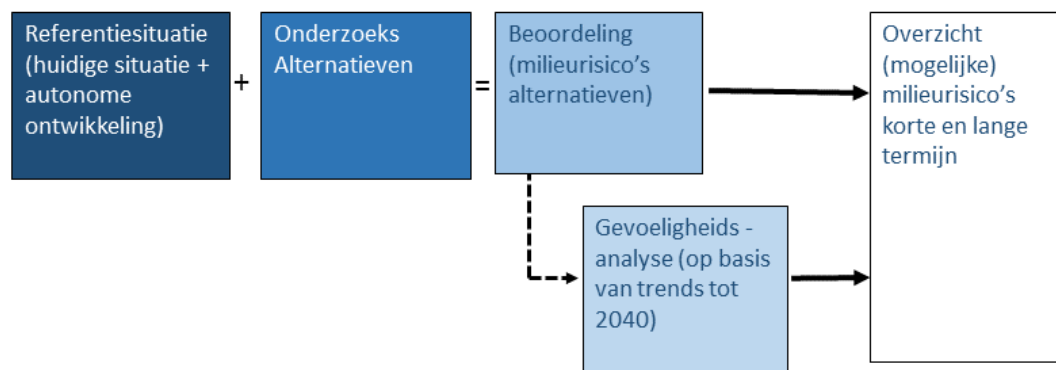 Referentiesituatie
(huidige situatie +
autonome
ontwikkeling)
+
Onderzoeks
Alternatieven
=
Beoordeling
(milieurisico's
alternatieven)
Overzicht
(mogelijke)
milieurisico's
korte en lange
termijn
Gevoeligheids -
analyse (op basis
van trends tot
2040)